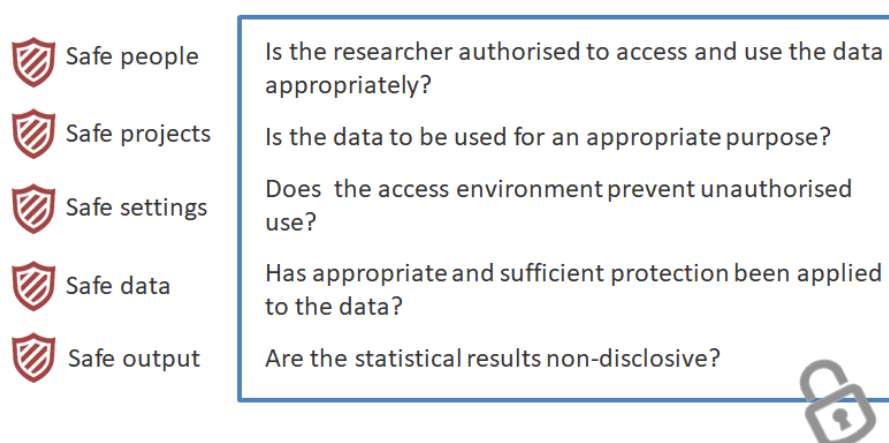 Safe people
Is the researcher authorised to access and use the data
appropriately?
Safe projects
Is the data to be used for an appropriate purpose?
Safe settings
Does the access environment prevent unauthorised
use?
Safe data
Has appropriate and sufficient protection been applied
to the data?
Safe output
Are the statistical results non-disclosive?